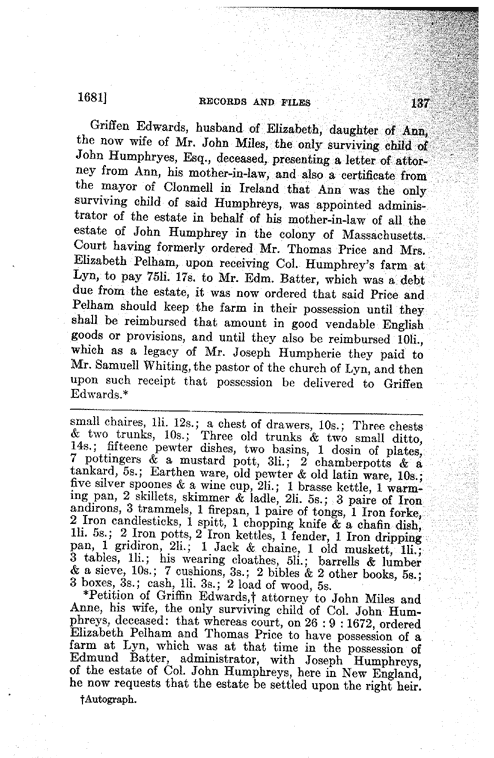 1681]
RECORDS AND FILES
137
Griffen Edwards, husband of Elizabeth, daughter of Ann,
the now wife of Mr. John Miles, the only surviving child of
John Humphryes, Esq., deceased, presenting a letter of attor-
ney from Ann, his mother-in-law, and also a certificate from
the mayor of Clonmell in Ireland that Ann was the only
surviving child of said Humphreys, was appointed adminis-
trator of the estate in behalf of his mother-in-law of all the
estate of John Humphrey in the colony of Massachusetts.
Court having formerly ordered Mr. Thomas Price and Mrs.
Elizabeth Pelham, upon receiving Col. Humphrey's farm at
Lyn, to pay 75li. 17s. to Mr. Edm. Batter, which was a debt
due from the estate, it was now ordered that said Price and
Pelham should keep the farm in their possession until they
shall be reimbursed that amount in good vendable English
goods or provisions, and until they also be reimbursed 10li.,
which as a legacy of Mr. Joseph Humpherie they paid to
Mr. Samuell Whiting, the pastor of the church of Lyn, and then
upon such receipt that possession be delivered to Griffen
Edwards.*
small chaires, 1li. 12s.; a chest of drawers, 10s.; Three chests
& two trunks, 10s.; Three old trunks & two small ditto,
14s.; fifteene pewter dishes, two basins, 1 dosin of plates,
7 pottingers & a mustard pott, 3li.; 2 chamberpotts & a
tankard, 5s.; Earthen ware, old pewter & old latin ware, 10s.;
five silver spoones & a wine cup, 2li.; 1 brasse kettle, 1 warm-
ing pan, 2 skillets, skimmer & ladle, 2li. 5s.; 3 paire of Iron
andirons, 3 trammels, 1 firepan, 1 paire of tongs, 1 Iron forke,
2 Iron candlesticks, 1 spitt, 1 chopping knife & a chafin dish,
1li. 5s.; 2 Iron potts, 2 Iron kettles, 1 fender, 1 Iron dripping
pan, 1 gridiron, 2li.; 1 Jack & chaine, 1 old muskett, 1li.;
3 tables, 1li.; his wearing cloathes, 5li.; barrells & lumber
& a sieve, 10s.; 7 cushions, 3s.; 2 bibles & 2 other books, 5s.;
3 boxes, 3s.; cash, 1li. 3s.; 2 load of wood, 5s.
*Petition of Griffin Edwards,† attorney to John Miles and
Anne, his wife, the only surviving child of Col. John Hum-
phreys, deceased: that whereas court, on 26 : 9 : 1672, ordered
Elizabeth Pelham and Thomas Price to have possession of a
farm at Lyn, which was at that time in the possession of
Edmund Batter, administrator, with Joseph Humphreys,
of the estate of Col. John Humphreys, here in New England,
he now requests that the estate be settled upon the right heir.
†Autograph.